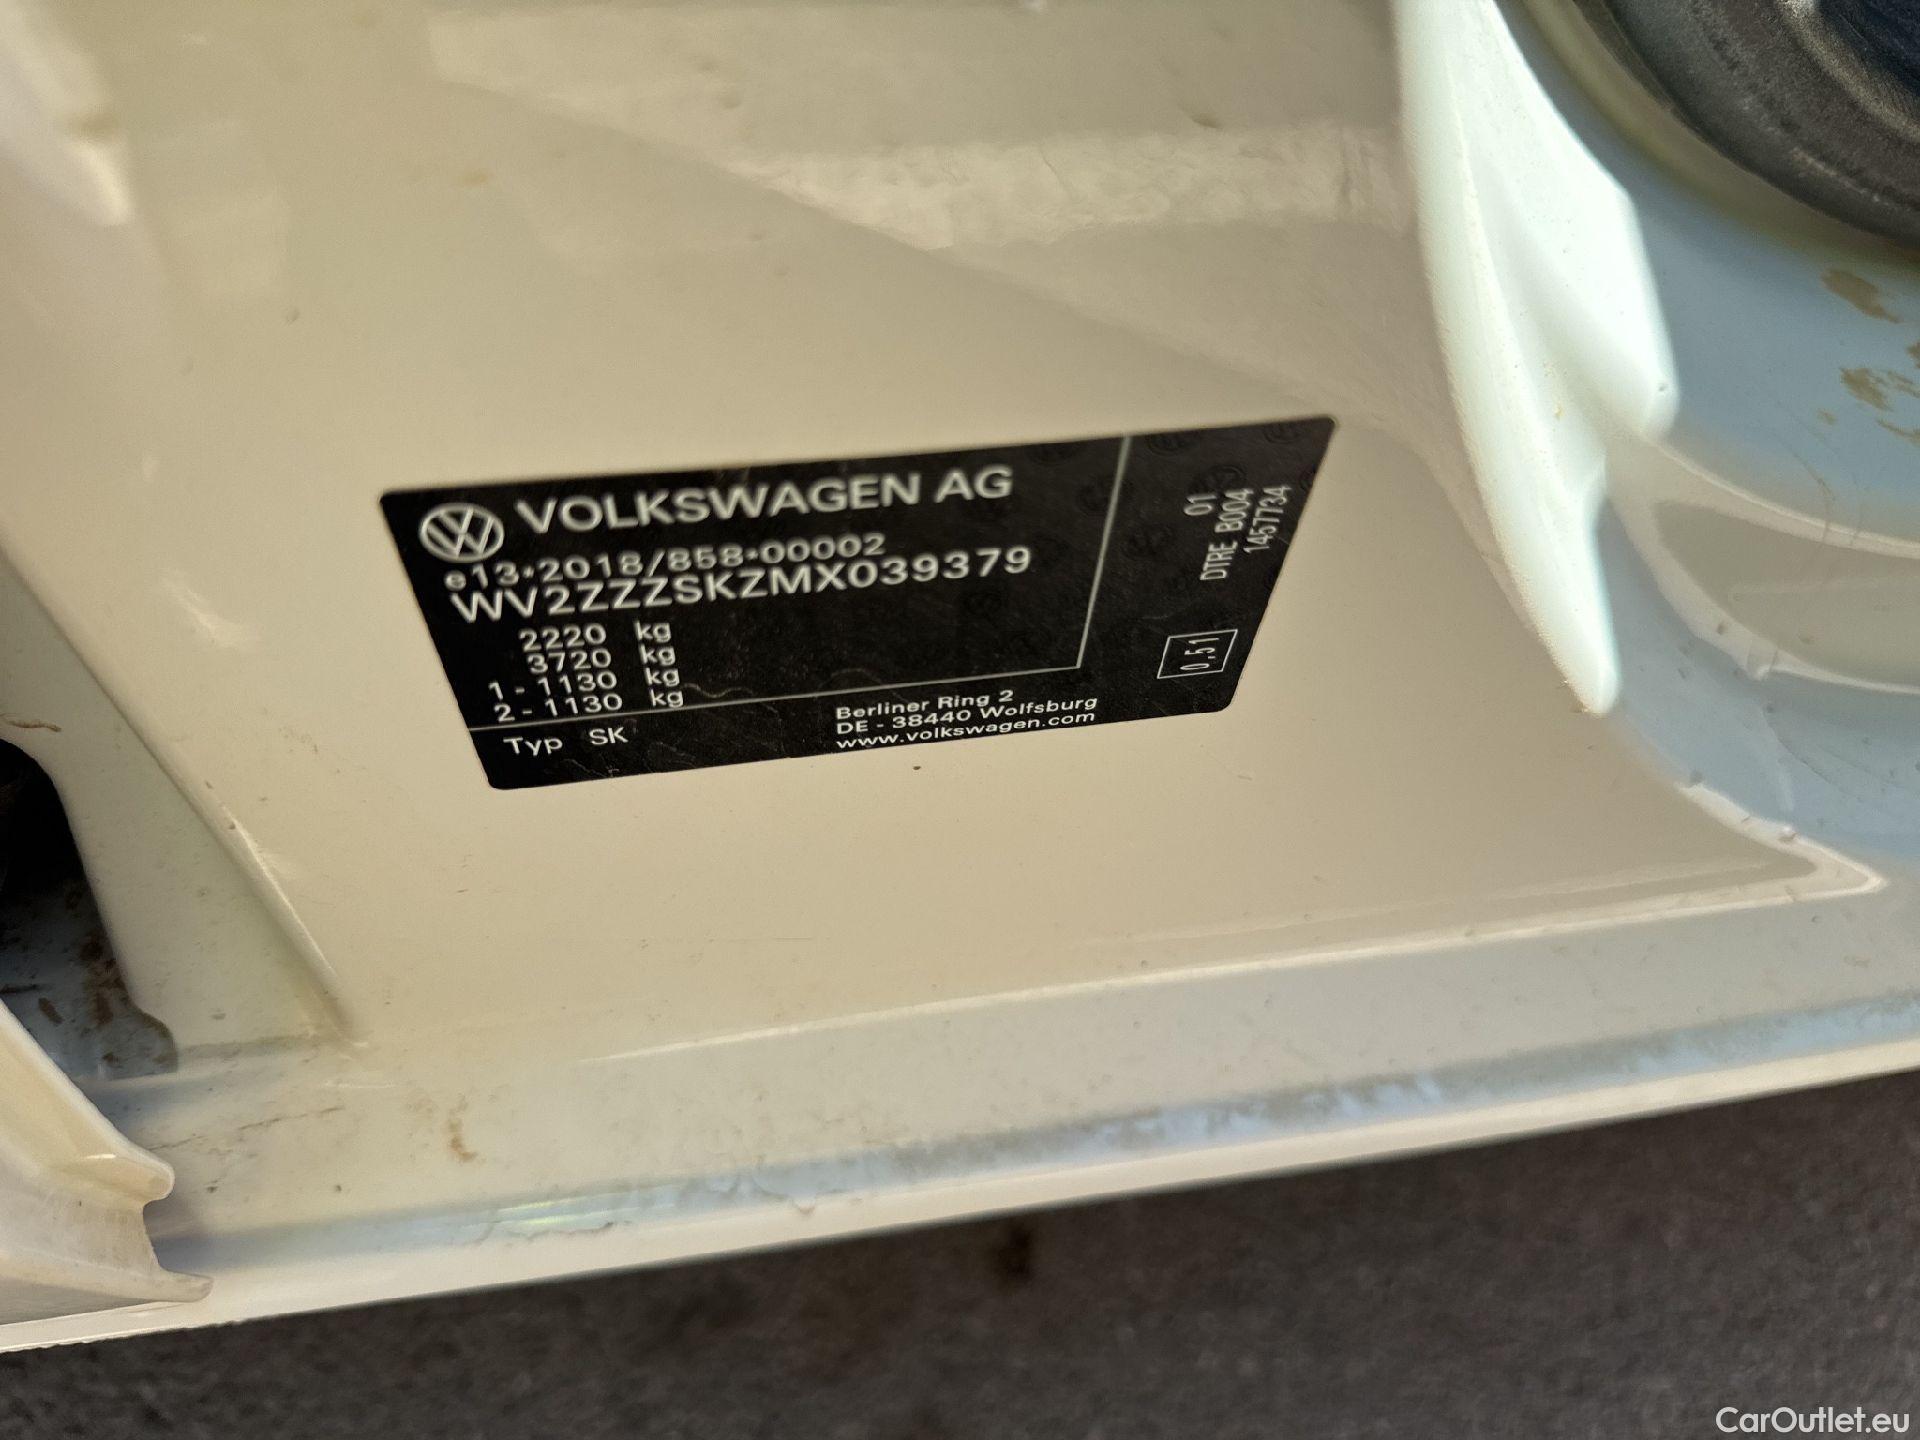 VOLKSWAGEN AG
e13*2018/858*00002
WV2ZZZSKZMX039379
2220 kg
3720 kg
1 - 1130 kg
2 - 1130 kg
Typ SK
Berliner Ring 2
DE - 38440 Wolfsburg
www.volkswagen.com
01
DTRE B004
1457734
0.51
CarOutlet.eu